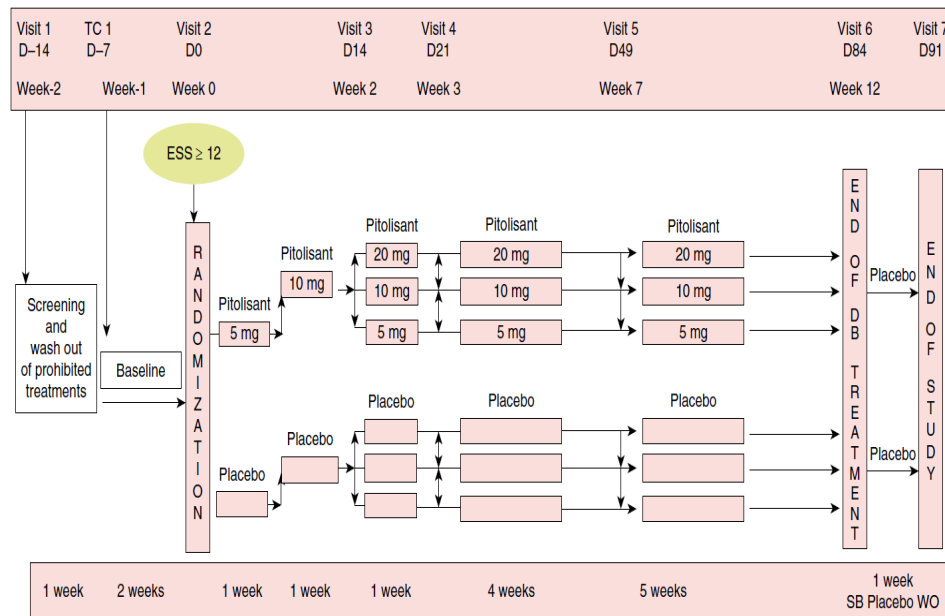 Visit 1 TC 1 Visit 2 Visit 3 Visit 4 Visit 5 Visit 6 Visit 7
D–14 D–7 D0 D14 D21 D49 D84 D91
Week-2 Week-1 Week 0 Week 2 Week 3 Week 7 Week 12
ESS ≥ 12
Screening
and
wash out
of prohibited
treatments
Baseline
RANDOMIZATION
Pitolisant
5 mg
Pitolisant
10 mg
Pitolisant
20 mg
10 mg
5 mg
Pitolisant
20 mg
10 mg
5 mg
Pitolisant
20 mg
10 mg
5 mg
Placebo
Placebo
Placebo
Placebo
Placebo
END OF DB TREATMENT
Placebo
Placebo
END OF STUDY
1 week 2 weeks 1 week 1 week 1 week 4 weeks 5 weeks 1 week
SB Placebo WO